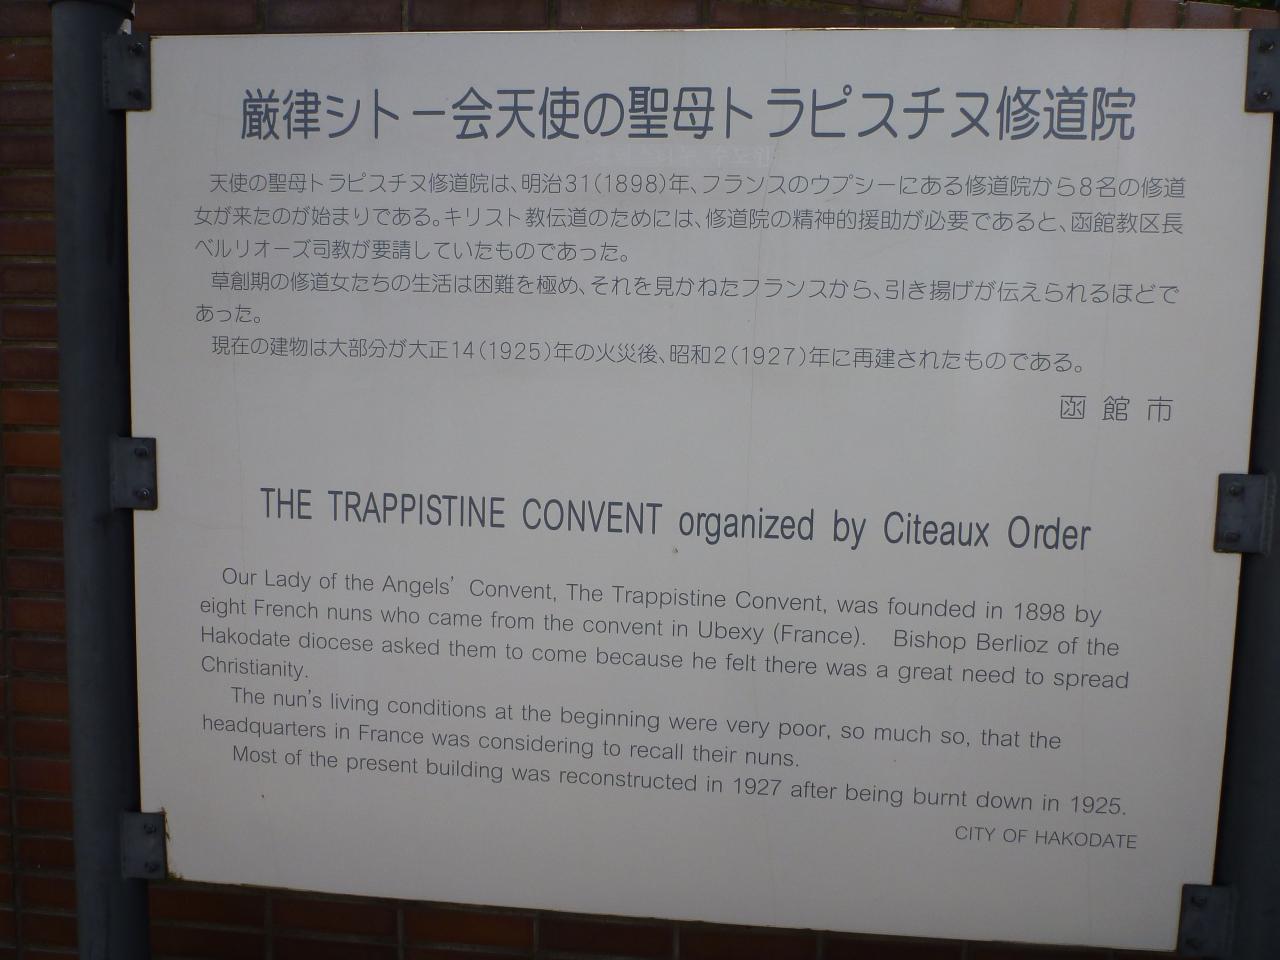 厳律シトー会天使の聖母トラピスチヌ修道院
天使の聖母トラピスチヌ修道院は、明治31(1898)年、フランスのウプシーにある修道院から8名の修道
女が来たのが始まりである。キリスト教伝道のためには、修道院の精神的援助が必要であると、函館教区長
ベルリオーズ司教が要請していたものであった。
草創期の修道女たちの生活は困難を極め、それを見かねたフランスから、引き揚げが伝えられるほどで
あった。
現在の建物は大部分が大正14(1925)年の火災後、昭和2(1927)年に再建されたものである。
函館市
THE TRAPPISTINE CONVENT organized by Citeaux Order
Our Lady of the Angels' Convent, The Trappistine Convent, was founded in 1898 by
eight French nuns who came from the convent in Ubexy (France). Bishop Berlioz of the
Hakodate diocese asked them to come because he felt there was a great need to spread
Christianity.
The nun's living conditions at the beginning were very poor, so much so, that the
headquarters in France was considering to recall their nuns.
Most of the present building was reconstructed in 1927 after being burnt down in 1925.
CITY OF HAKODATE